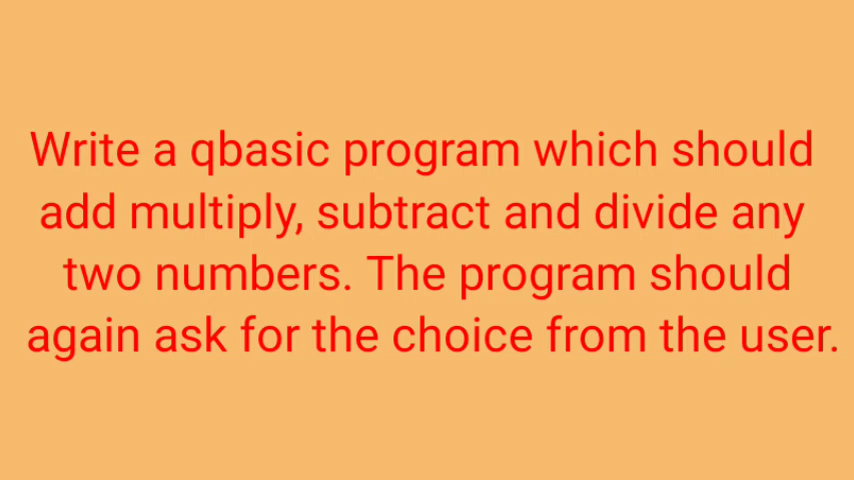 Write a qbasic program which should
add multiply, subtract and divide any
two numbers. The program should
again ask for the choice from the user.